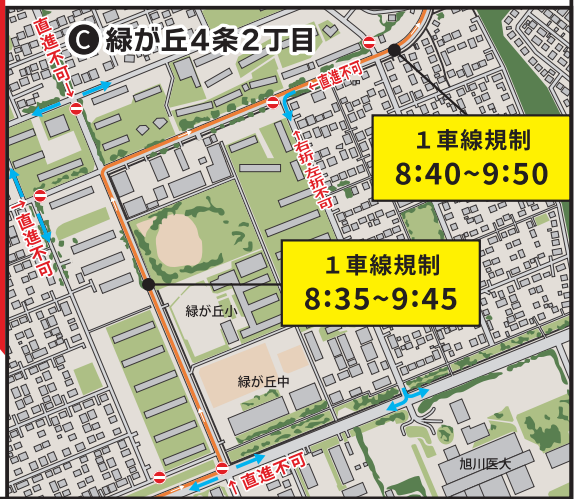 C 緑が丘4条2丁目
直進不可→
←直進不可
1車線規制
8:40~9:50
←右折・左折不可
←直進不可
1車線規制
8:35~9:45
緑が丘小
緑が丘中
旭川医大
↑直進不可